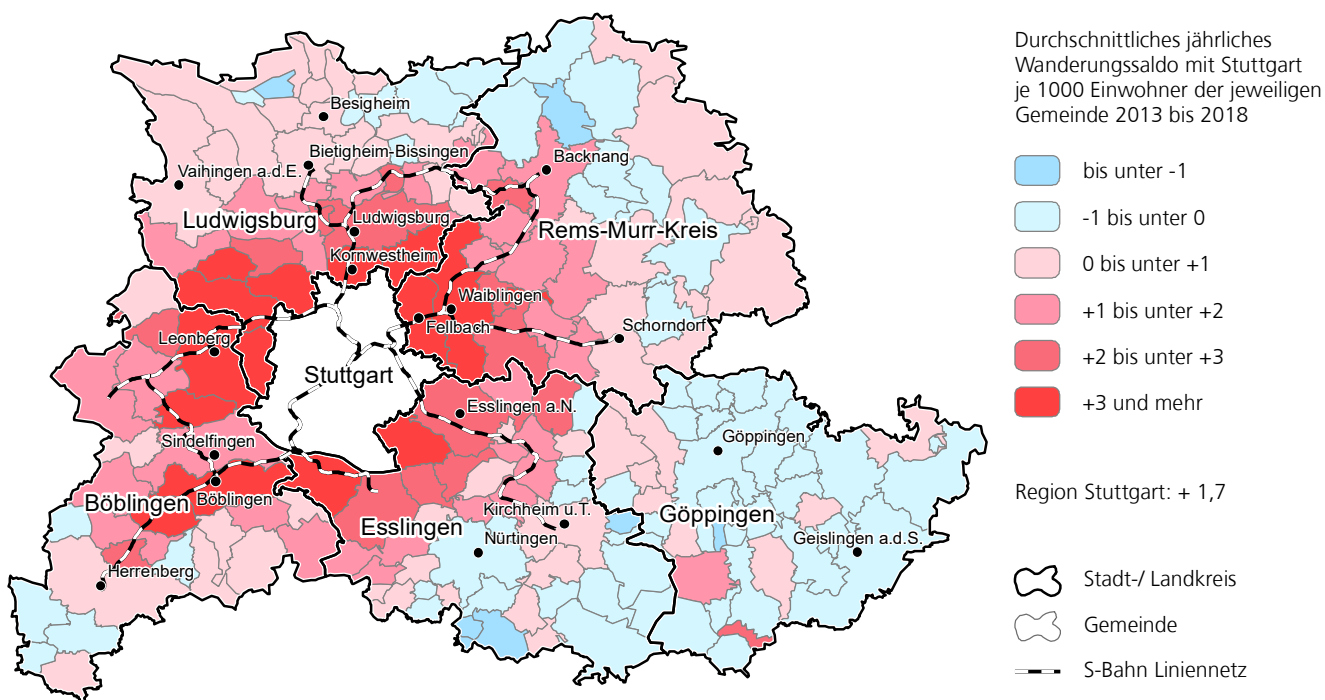 Durchschnittliches jährliches
Wanderungssaldo mit Stuttgart
je 1000 Einwohner der jeweiligen
Gemeinde 2013 bis 2018
bis unter -1
-1 bis unter 0
0 bis unter +1
+1 bis unter +2
+2 bis unter +3
+3 und mehr
Region Stuttgart: + 1,7
Stadt-/ Landkreis
Gemeinde
S-Bahn Liniennetz
Besigheim
Bietigheim-Bissingen
Backnang
Vaihingen a.d.E.
Ludwigsburg
Ludwigsburg
Rems-Murr-Kreis
Kornwestheim
Waiblingen
Fellbach
Schorndorf
Leonberg
Stuttgart
Esslingen a.N.
Göppingen
Sindelfingen
Böblingen
Böblingen
Esslingen
Kirchheim u.T.
Göppingen
Nürtingen
Geislingen a.d.S.
Herrenberg